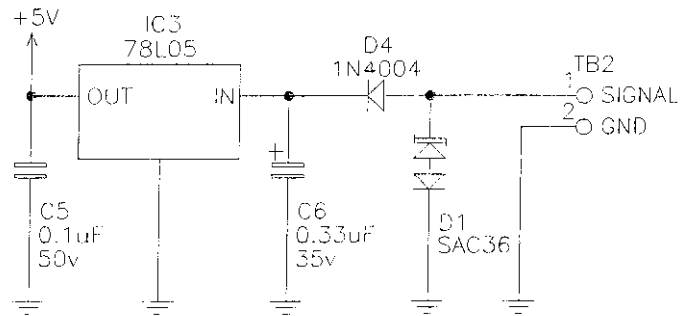 +5V
IC3
78L05
OUT
IN
D4
1N4004
TB2
1
SIGNAL
2
GND
C5
0.1uF
50v
+
C6
0.33uF
35v
D1
SAC36